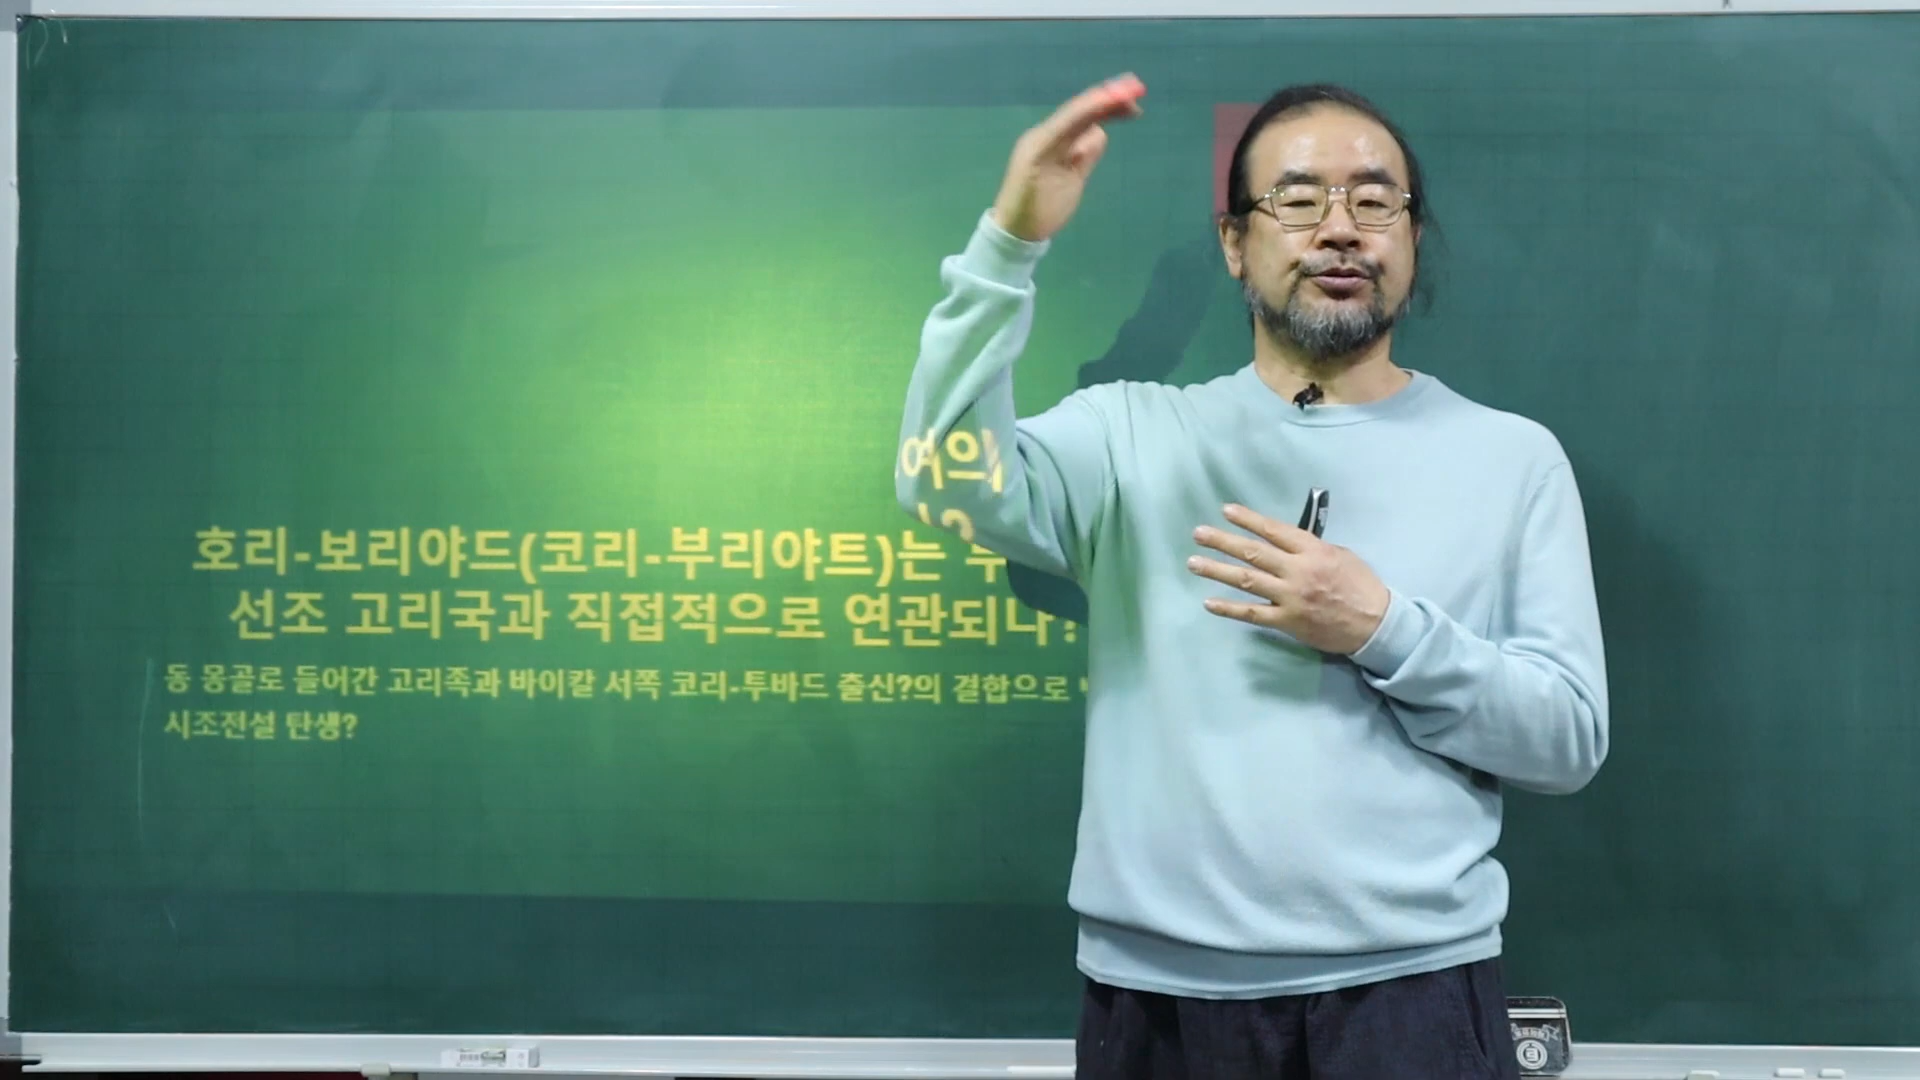 호리-보리야드(코리-부리야트)는 부여의
선조 고리국과 직접적으로 연관되나?
동 몽골로 들어간 고리족과 바이칼 서쪽 코리-투바드 출신?의 결합으로
시조전설 탄생?